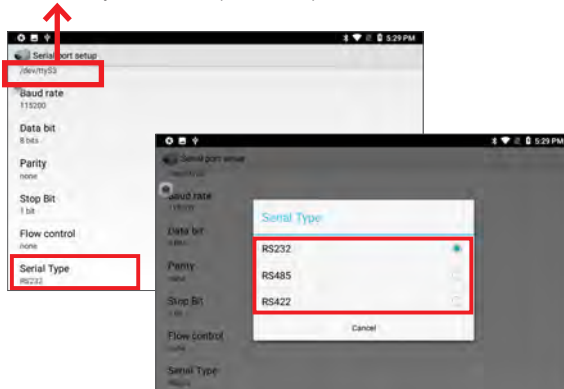 5:29 PM
Serial port setup
/dev/ttyS3
Baud rate
115200
Data bit
8 bits
Parity
none
Stop Bit
1 bit
Flow control
none
Serial Type
RS232
5:29 PM
Serial port setup
Baud rate
Data bit
Parity
Stop Bit
Flow control
Serial Type
Serial Type
RS232
RS485
RS422
Cancel